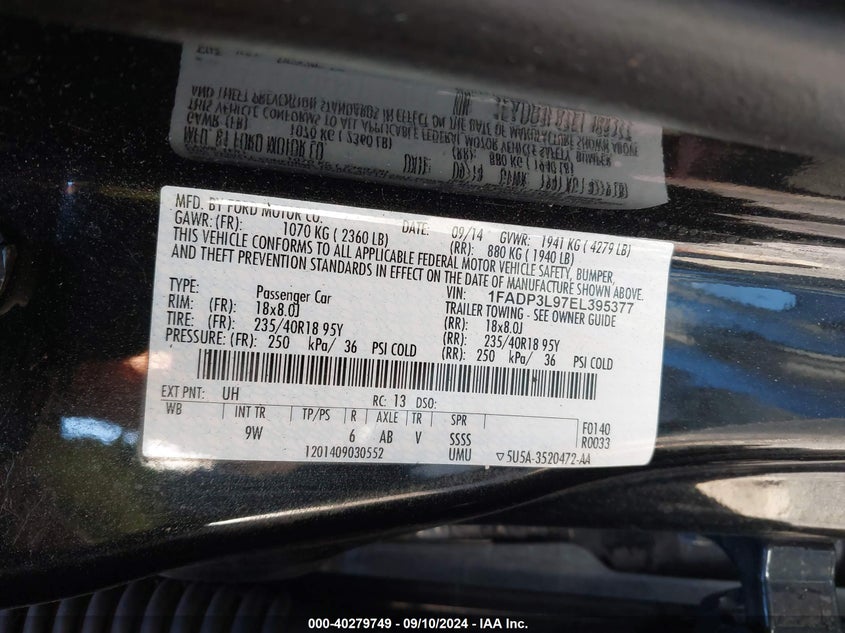 MFD. BY FORD MOTOR CO. DATE: 09/14 GVWR: 1941 KG ( 4279 LB)
GAWR: (FR): 1070 KG ( 2360 LB) (RR): 880 KG ( 1940 LB)
THIS VEHICLE CONFORMS TO ALL APPLICABLE FEDERAL MOTOR VEHICLE SAFETY, BUMPER,
AND THEFT PREVENTION STANDARDS IN EFFECT ON THE DATE OF MANUFACTURE SHOWN ABOVE.
VIN: 1FADP3L97EL395377
TYPE: Passenger Car TRAILER TOWING - SEE OWNER GUIDE
RIM: (FR): 18x8.0J (RR): 18x8.0J
TIRE: (FR): 235/40R18 95Y (RR): 235/40R18 95Y
PRESSURE: (FR): 250 kPa/ 36 PSI COLD (RR): 250 kPa/ 36 PSI COLD
EXT PNT: UH RC: 13 DSO:
WB INT TR TP/PS R AXLE TR SPR F0140
9W 6 AB V SSSS R0033
1201409030552 UMU ▽5U5A-3520472-AA
000-40279749 - 09/10/2024 - IAA Inc.